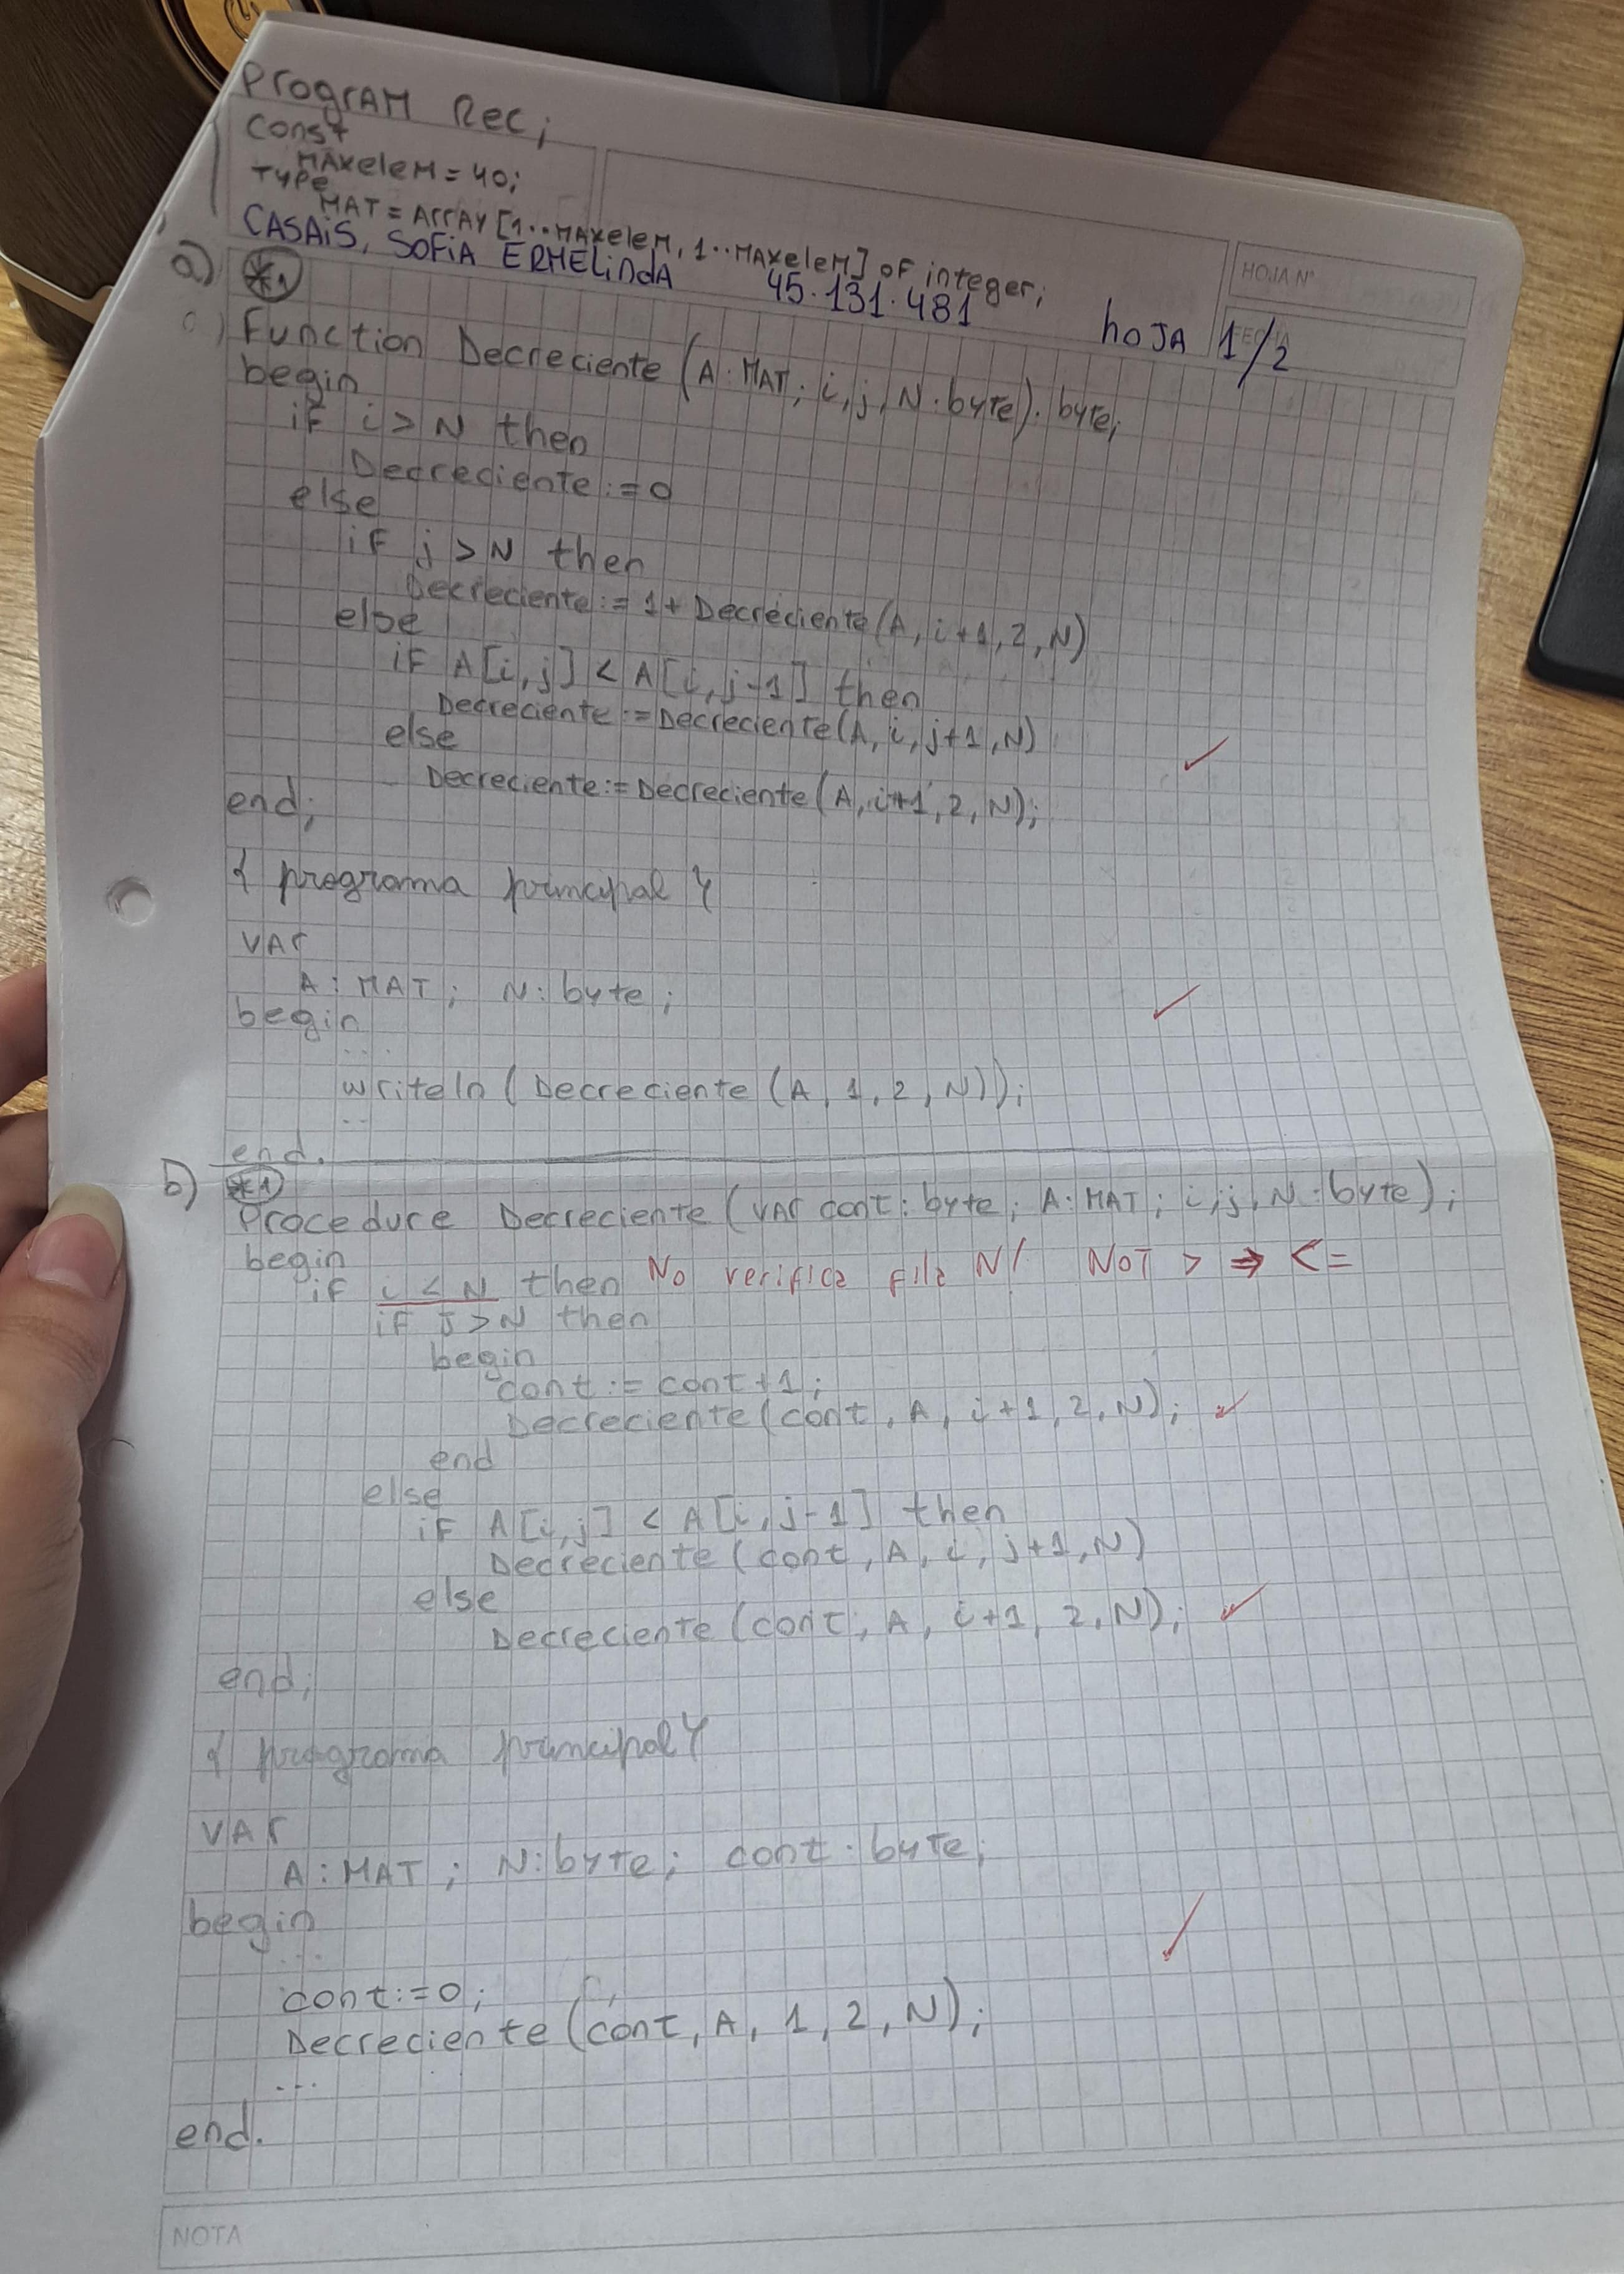 ProgrAM Rec;
Const
MAxeleM = 40;
TYPe
MAT = ArrAY [1..MAxeleM, 1..MAxeleM] of integer;
CASAiS, SOFiA ERMELindA 45.131.481 hoJA 1/2
HOJA N°
FECHA
a) *1
Function Decreciente (A: MAT; i,j,N:byte):byte;
begin
if i > N then
Decreciente := 0
else
if j > N then
Decreciente := 1 + Decreciente (A, i+1, 2, N)
else
if A[i,j] < A[i,j-1] then
Decreciente := Decreciente (A, i, j+1, N)
else
Decreciente := Decreciente (A, i+1, 2, N);
end;
{ programa principal }
VAr
A: MAT; N: byte;
begin
...
writeln (Decreciente (A, 1, 2, N));
..
end.
b) *1
Procedure Decreciente (VAr cont: byte; A: MAT; i,j,N: byte);
begin
if i < N then No verifica fila N! NOT > ⇒ <=
if j > N then
begin
cont := cont + 1;
Decreciente (cont, A, i+1, 2, N);
end
else
if A[i,j] < A[i,j-1] then
Decreciente (cont, A, i, j+1, N)
else
Decreciente (cont, A, i+1, 2, N);
end;
{ programa principal }
VAr
A: MAT; N: byte; cont: byte;
begin
...
cont := 0;
Decreciente (cont, A, 1, 2, N);
...
end.
NOTA